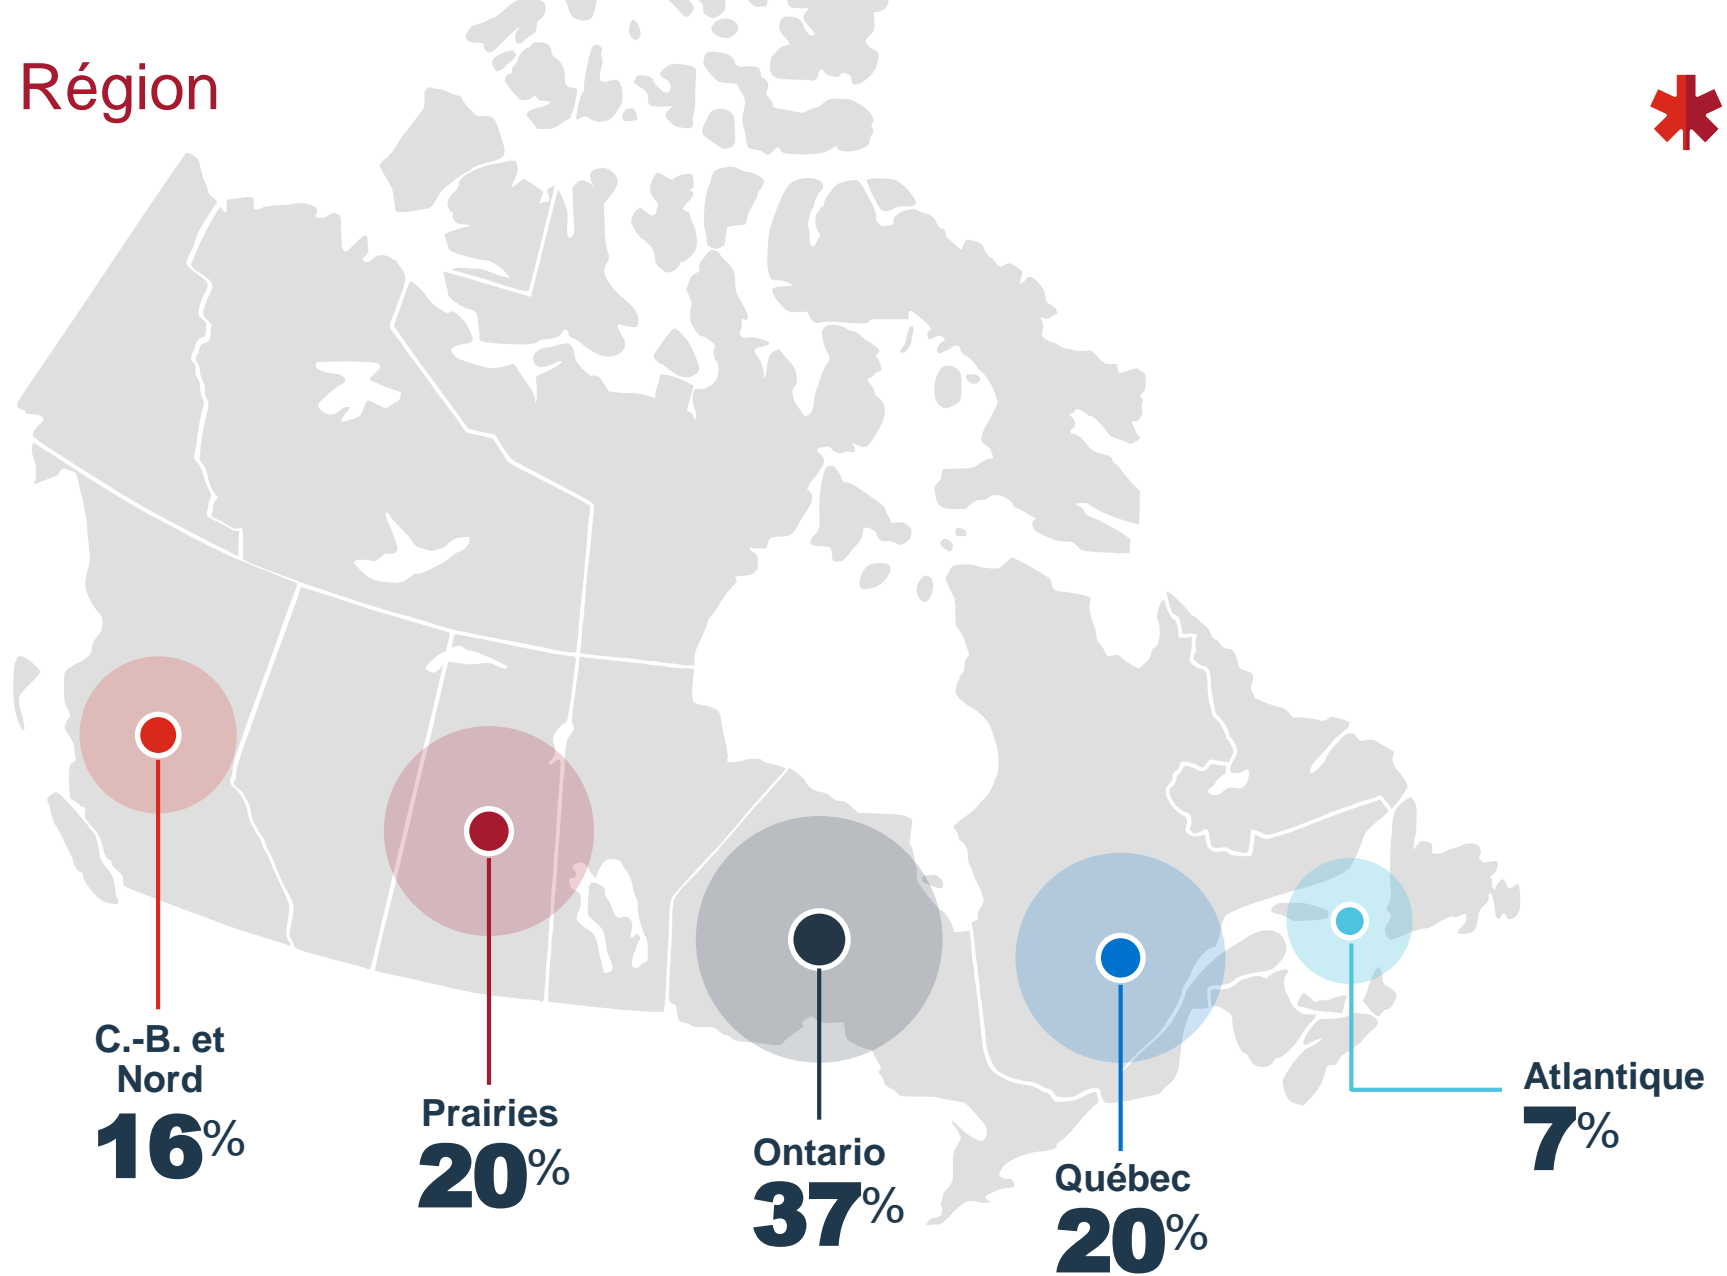 Région
C.-B. et
Nord
16%
Prairies
20%
Ontario
37%
Québec
20%
Atlantique
7%